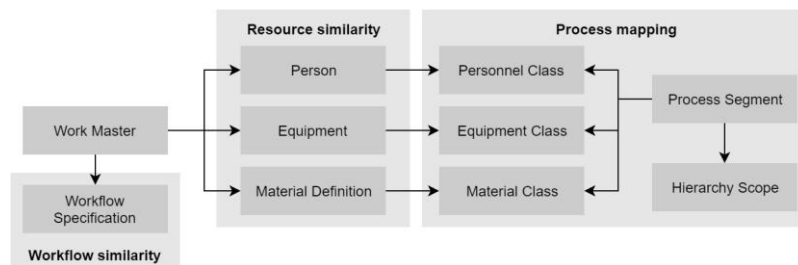 Resource similarity
Process mapping
Person
Personnel Class
Process Segment
Work Master
Equipment
Equipment Class
Material Definition
Material Class
Hierarchy Scope
Workflow
Specification
Workflow similarity